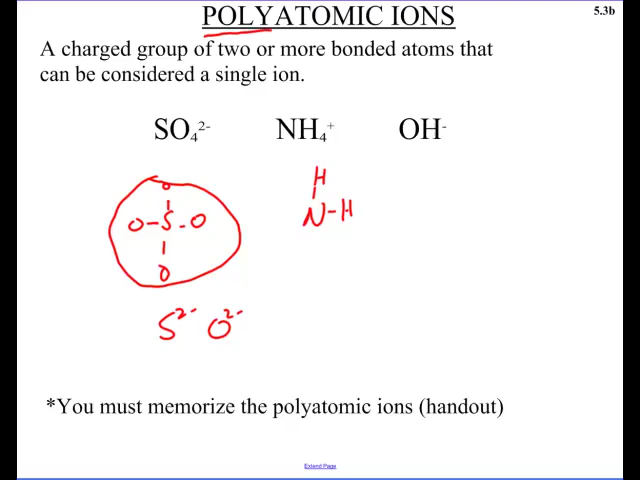 POLYATOMIC IONS
5.3b
A charged group of two or more bonded atoms that
can be considered a single ion.
SO₄²⁻ NH₄⁺ OH⁻
O
H
O-S-O
N-H
O
S²⁻ O²⁻
*You must memorize the polyatomic ions (handout)
Extend Page